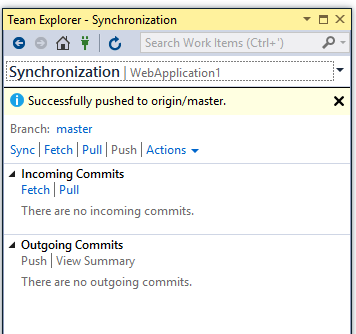 Team Explorer - Synchronization
Search Work Items (Ctrl+')
Synchronization | WebApplication1
Successfully pushed to origin/master.
Branch: master
Sync | Fetch | Pull | Push | Actions
Incoming Commits
Fetch | Pull
There are no incoming commits.
Outgoing Commits
Push | View Summary
There are no outgoing commits.